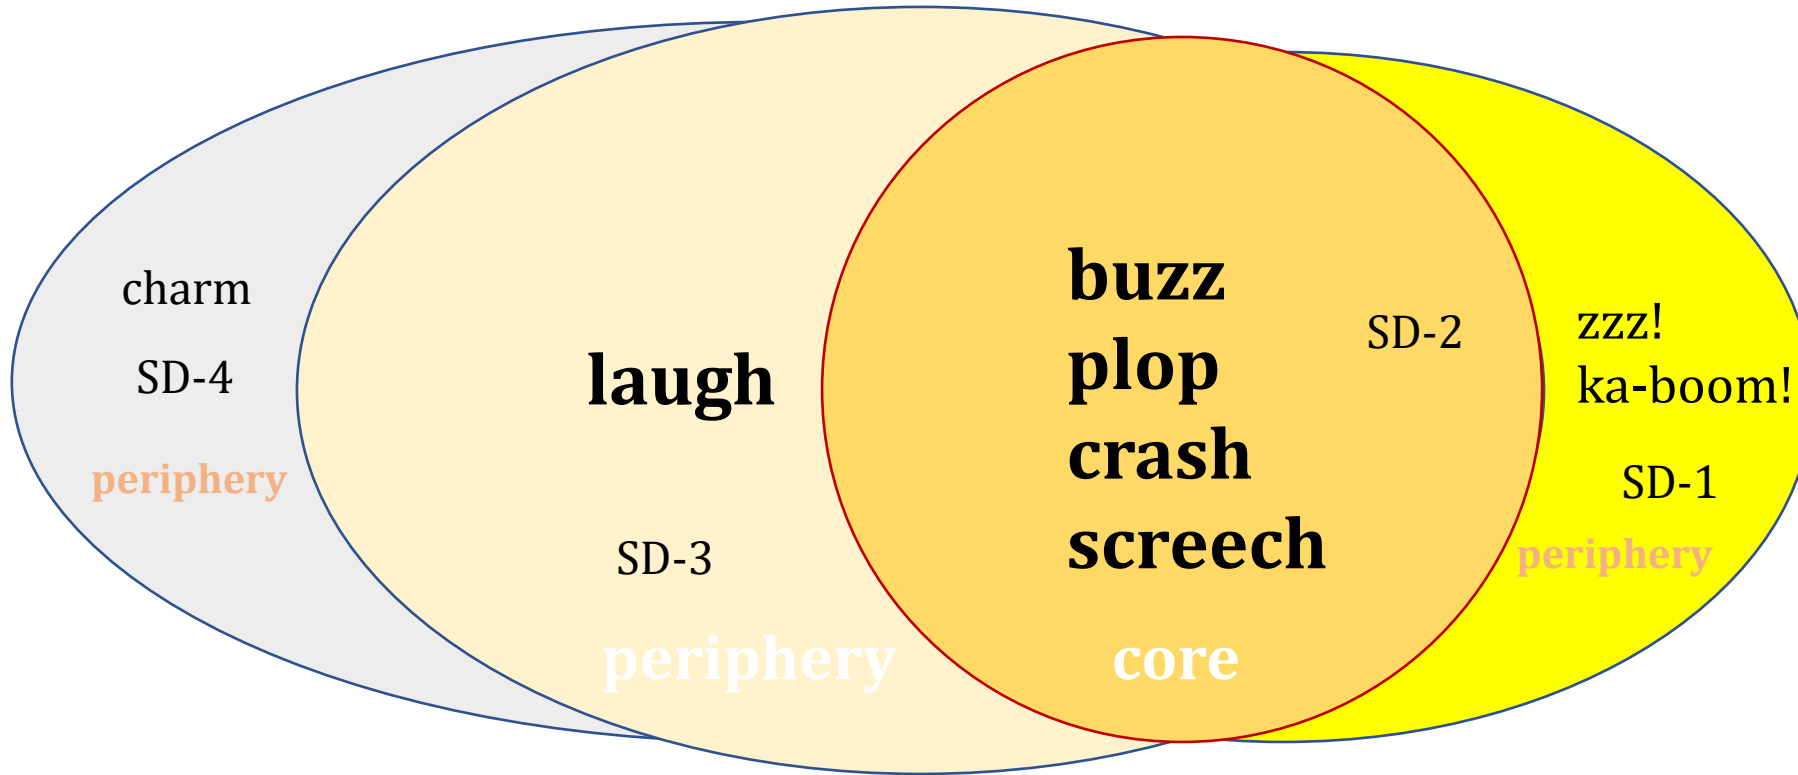 charm
SD-4
periphery
laugh
SD-3
periphery
buzz
plop
crash
screech
SD-2
core
zzz!
ka-boom!
SD-1
periphery